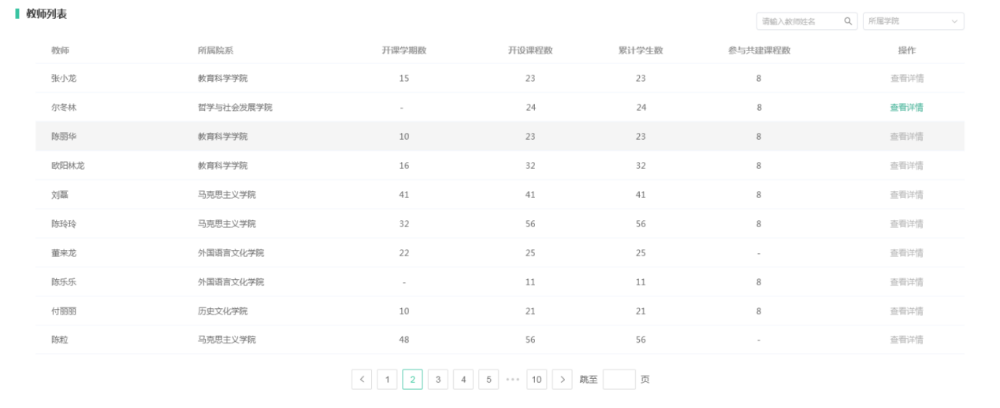 教师列表
请输入教师姓名 所属学院
教师 所属院系 开课学期数 开设课程数 累计学生数 参与共建课程数 操作
张小龙 教育科学学院 15 23 23 8 查看详情
尔冬林 哲学与社会发展学院 - 24 24 8 查看详情
陈丽华 教育科学学院 10 23 23 8 查看详情
欧阳林龙 教育科学学院 16 32 32 8 查看详情
刘磊 马克思主义学院 41 41 41 8 查看详情
陈玲玲 马克思主义学院 32 56 56 8 查看详情
董来龙 外国语言文化学院 22 25 25 - 查看详情
陈乐乐 外国语言文化学院 - 11 11 8 查看详情
付丽丽 历史文化学院 10 21 21 8 查看详情
陈粒 马克思主义学院 48 56 56 - 查看详情
< 1 2 3 4 5 ••• 10 > 跳至 页